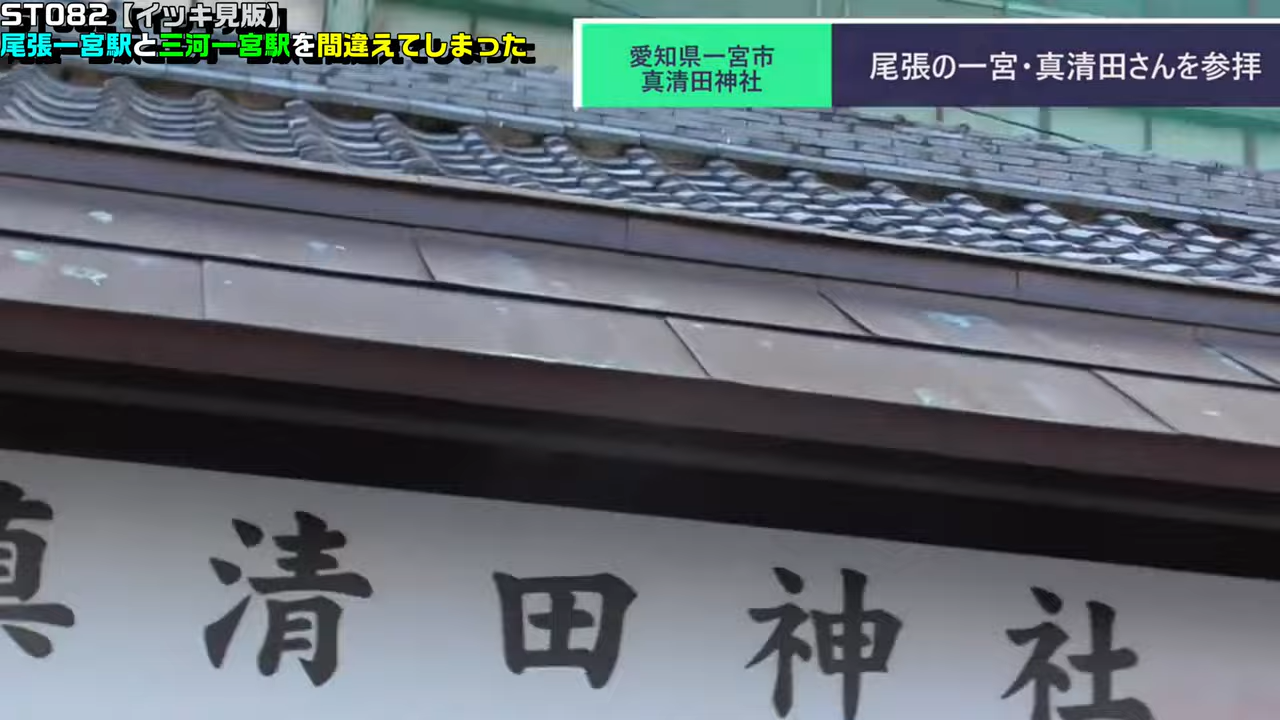 ST082【イッキ見版】
尾張一宮駅と三河一宮駅を間違えてしまった
愛知県一宮市
真清田神社
尾張の一宮・真清田さんを参拝
真清田神社